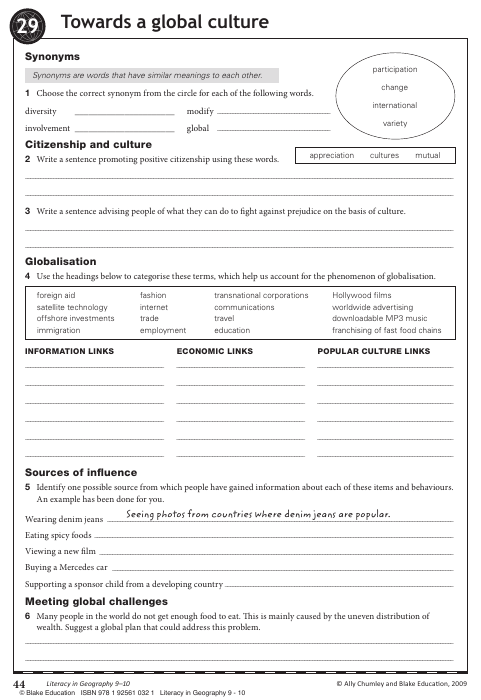 29 Towards a global culture
Synonyms
Synonyms are words that have similar meanings to each other.
1 Choose the correct synonym from the circle for each of the following words.
diversity modify
involvement global
participation
change
international
variety
Citizenship and culture
2 Write a sentence promoting positive citizenship using these words.
appreciation cultures mutual
3 Write a sentence advising people of what they can do to fight against prejudice on the basis of culture.
Globalisation
4 Use the headings below to categorise these terms, which help us account for the phenomenon of globalisation.
foreign aid fashion transnational corporations Hollywood films
satellite technology internet communications worldwide advertising
offshore investments trade travel downloadable MP3 music
immigration employment education franchising of fast food chains
INFORMATION LINKS ECONOMIC LINKS POPULAR CULTURE LINKS
Sources of influence
5 Identify one possible source from which people have gained information about each of these items and behaviours.
An example has been done for you.
Wearing denim jeans Seeing photos from countries where denim jeans are popular.
Eating spicy foods
Viewing a new film
Buying a Mercedes car
Supporting a sponsor child from a developing country
Meeting global challenges
6 Many people in the world do not get enough food to eat. This is mainly caused by the uneven distribution of
wealth. Suggest a global plan that could address this problem.
44 Literacy in Geography 9–10 © Ally Chumley and Blake Education, 2009
© Blake Education ISBN 978 1 92561 032 1 Literacy in Geography 9 - 10